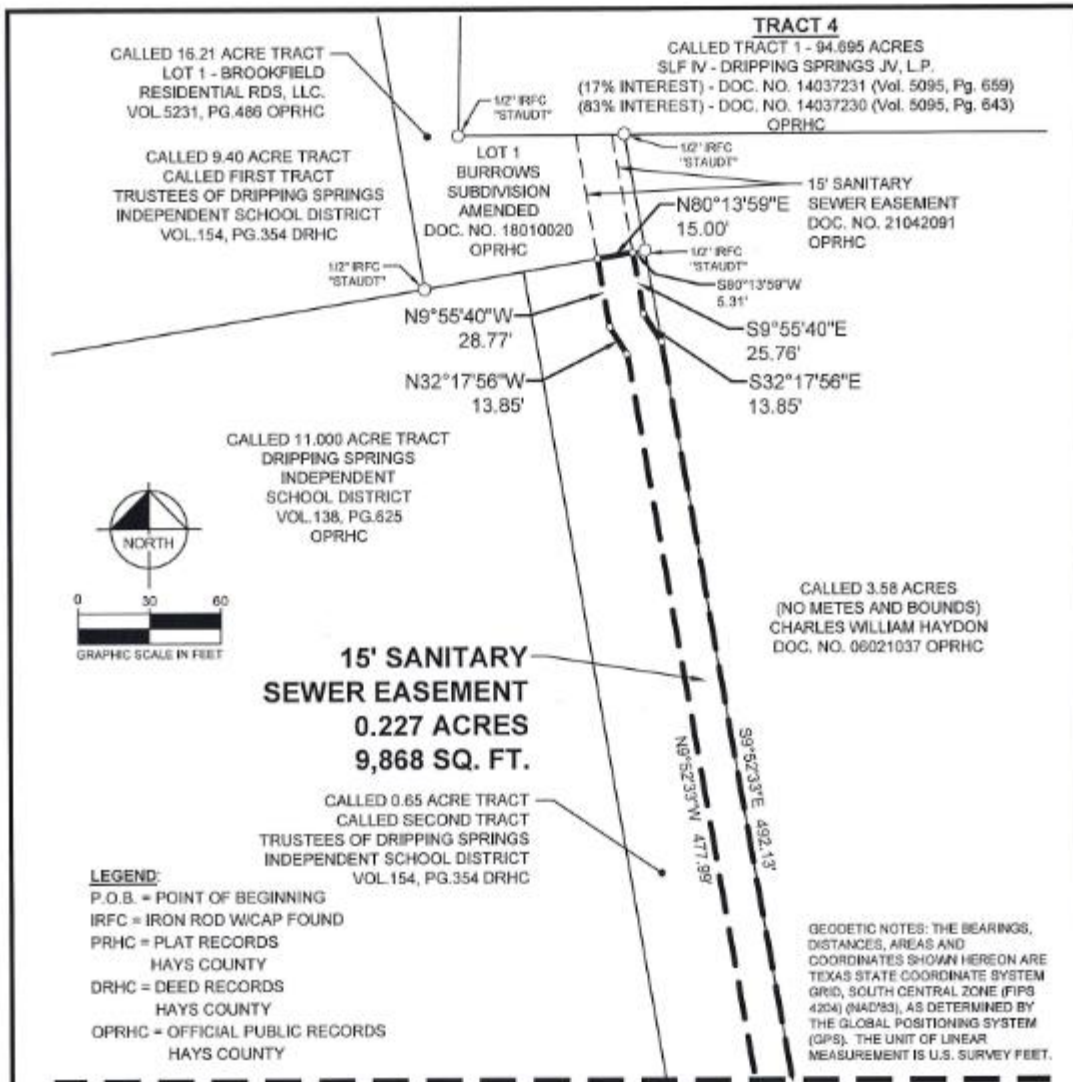 TRACT 4
CALLED TRACT 1 - 94.695 ACRES
SLF IV - DRIPPING SPRINGS JV, L.P.
(17% INTEREST) - DOC. NO. 14037231 (Vol. 5095, Pg. 659)
(83% INTEREST) - DOC. NO. 14037230 (Vol. 5095, Pg. 643)
OPRHC
CALLED 16.21 ACRE TRACT
LOT 1 - BROOKFIELD
RESIDENTIAL RDS, LLC.
VOL.5231, PG.486 OPRHC
1/2" IRFC
"STAUDT"
CALLED 9.40 ACRE TRACT
CALLED FIRST TRACT
TRUSTEES OF DRIPPING SPRINGS
INDEPENDENT SCHOOL DISTRICT
VOL.154, PG.354 DRHC
LOT 1
BURROWS
SUBDIVISION
AMENDED
DOC. NO. 18010020
OPRHC
1/2" IRFC
"STAUDT"
15' SANITARY
SEWER EASEMENT
DOC. NO. 21042091
OPRHC
N80°13'59"E
15.00'
1/2" IRFC
"STAUDT"
1/2" IRFC
"STAUDT"
S80°13'59"W
5.31'
N9°55'40"W
28.77'
S9°55'40"E
25.76'
N32°17'56"W
13.85'
S32°17'56"E
13.85'
CALLED 11.000 ACRE TRACT
DRIPPING SPRINGS
INDEPENDENT
SCHOOL DISTRICT
VOL.138, PG.625
OPRHC
NORTH
0 30 60
GRAPHIC SCALE IN FEET
CALLED 3.58 ACRES
(NO METES AND BOUNDS)
CHARLES WILLIAM HAYDON
DOC. NO. 06021037 OPRHC
15' SANITARY
SEWER EASEMENT
0.227 ACRES
9,868 SQ. FT.
N9°52'33"W 477.99'
S9°52'33"E 492.13'
CALLED 0.65 ACRE TRACT
CALLED SECOND TRACT
TRUSTEES OF DRIPPING SPRINGS
INDEPENDENT SCHOOL DISTRICT
VOL.154, PG.354 DRHC
LEGEND:
P.O.B. = POINT OF BEGINNING
IRFC = IRON ROD W/CAP FOUND
PRHC = PLAT RECORDS
HAYS COUNTY
DRHC = DEED RECORDS
HAYS COUNTY
OPRHC = OFFICIAL PUBLIC RECORDS
HAYS COUNTY
GEODETIC NOTES: THE BEARINGS,
DISTANCES, AREAS AND
COORDINATES SHOWN HEREON ARE
TEXAS STATE COORDINATE SYSTEM
GRID, SOUTH CENTRAL ZONE (FIPS
4204) (NAD'83), AS DETERMINED BY
THE GLOBAL POSITIONING SYSTEM
(GPS). THE UNIT OF LINEAR
MEASUREMENT IS U.S. SURVEY FEET.